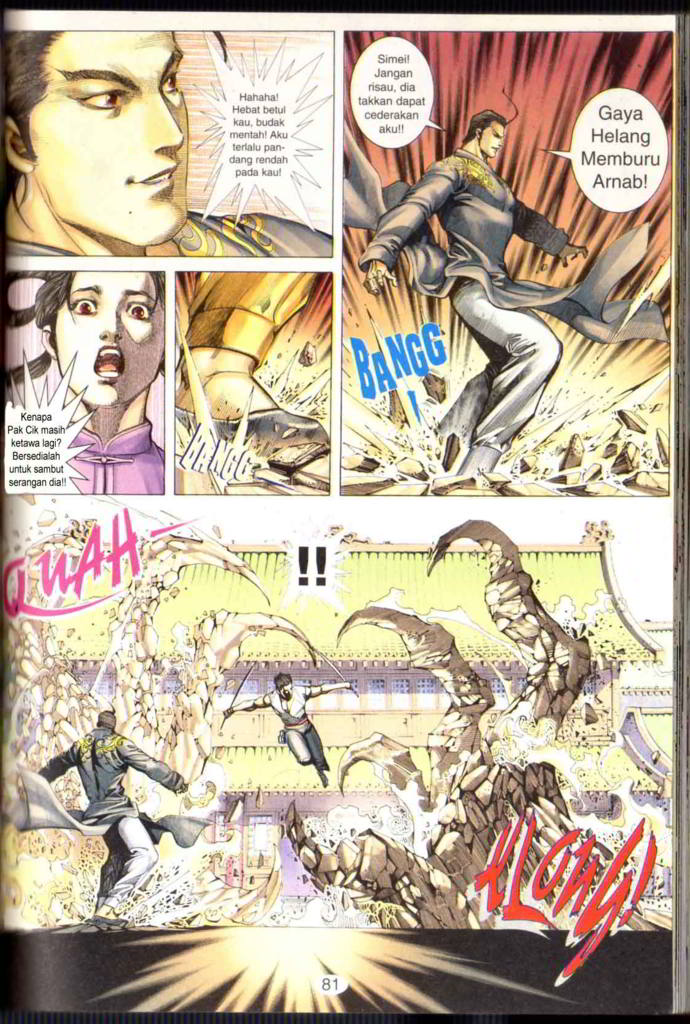 Hahaha!
Hebat betul
kau, budak
mentah! Aku
terlalu pan-
dang rendah
pada kau!
Simei!
Jangan
risau, dia
takkan dapat
cederakan
aku!!
Gaya
Helang
Memburu
Arnab!
BANGG
!
Kenapa
Pak Cik masih
ketawa lagi?
Bersedialah
untuk sambut
serangan dia!!
BANGG
QUAH
!!
KLONG!
81